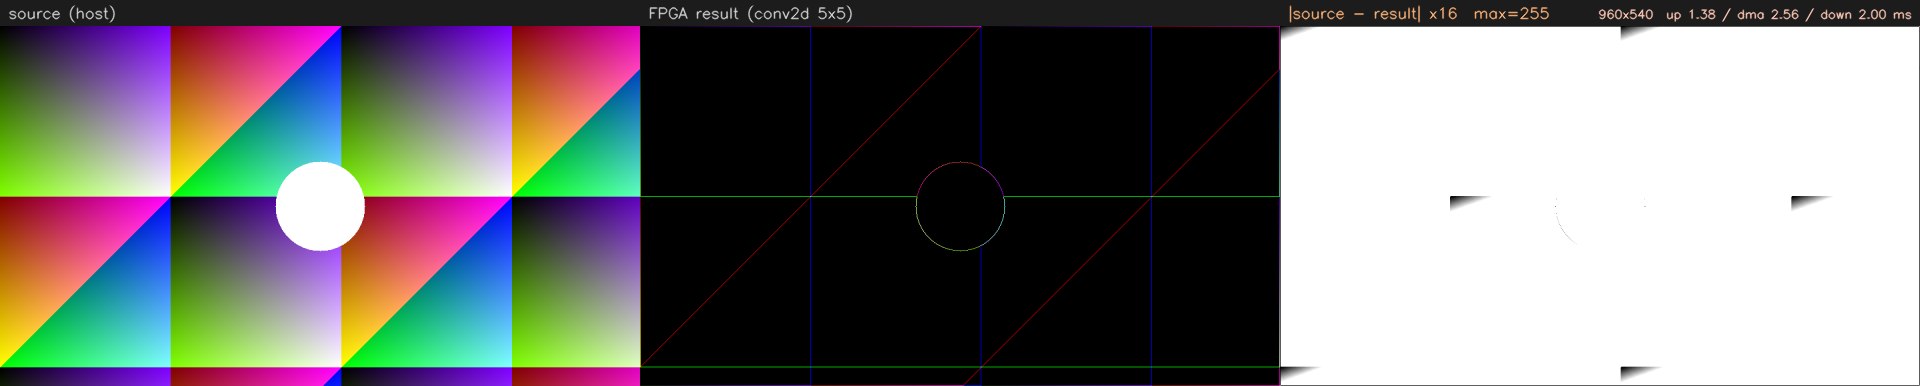 source (host)
FPGA result (conv2d 5x5)
|source − result| x16 max=255
960x540 up 1.38 / dma 2.56 / down 2.00 ms